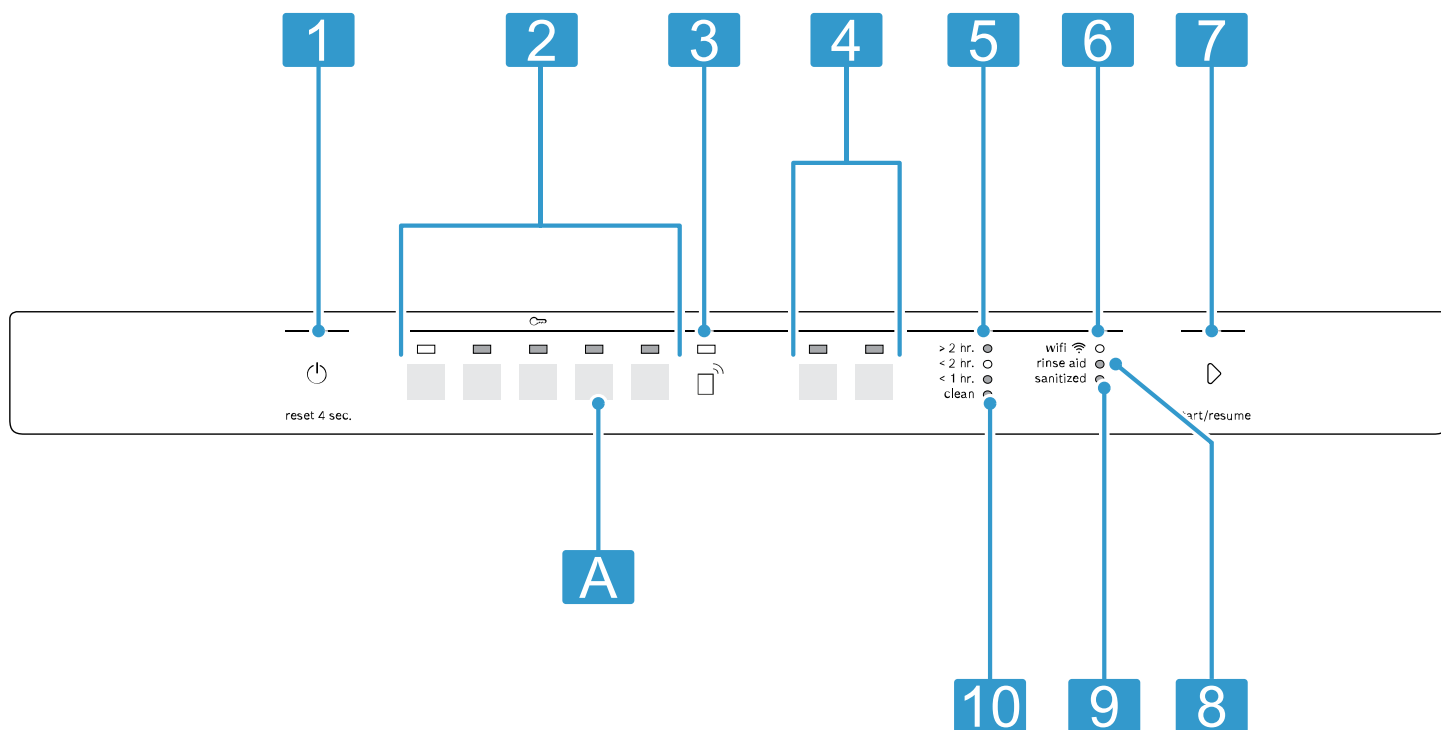 1 2 3 4 5 6 7
> 2 hr. wifi
< 2 hr. rinse aid
< 1 hr. sanitized
clean
reset 4 sec. art/resume
A
10 9 8